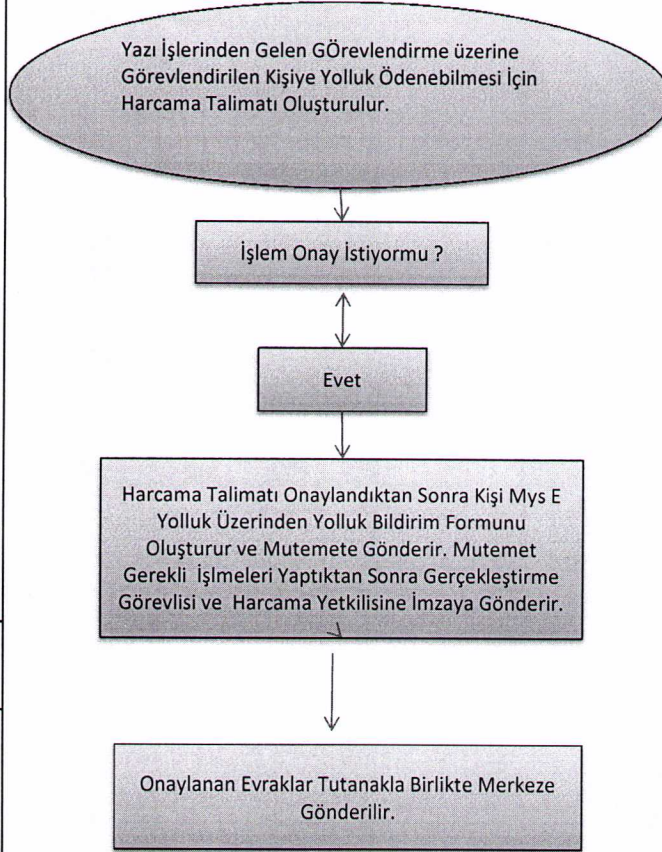 Yazı İşlerinden Gelen GÖrevlendirme üzerine
Görevlendirilen Kişiye Yolluk Ödenebilmesi İçin
Harcama Talimatı Oluşturulur.
İşlem Onay İstiyormu ?
Evet
Harcama Talimatı Onaylandıktan Sonra Kişi Mys E
Yolluk Üzerinden Yolluk Bildirim Formunu
Oluşturur ve Mutemete Gönderir. Mutemet
Gerekli İşlmeleri Yaptıktan Sonra Gerçekleştirme
Görevlisi ve Harcama Yetkilisine İmzaya Gönderir.
Onaylanan Evraklar Tutanakla Birlikte Merkeze
Gönderilir.